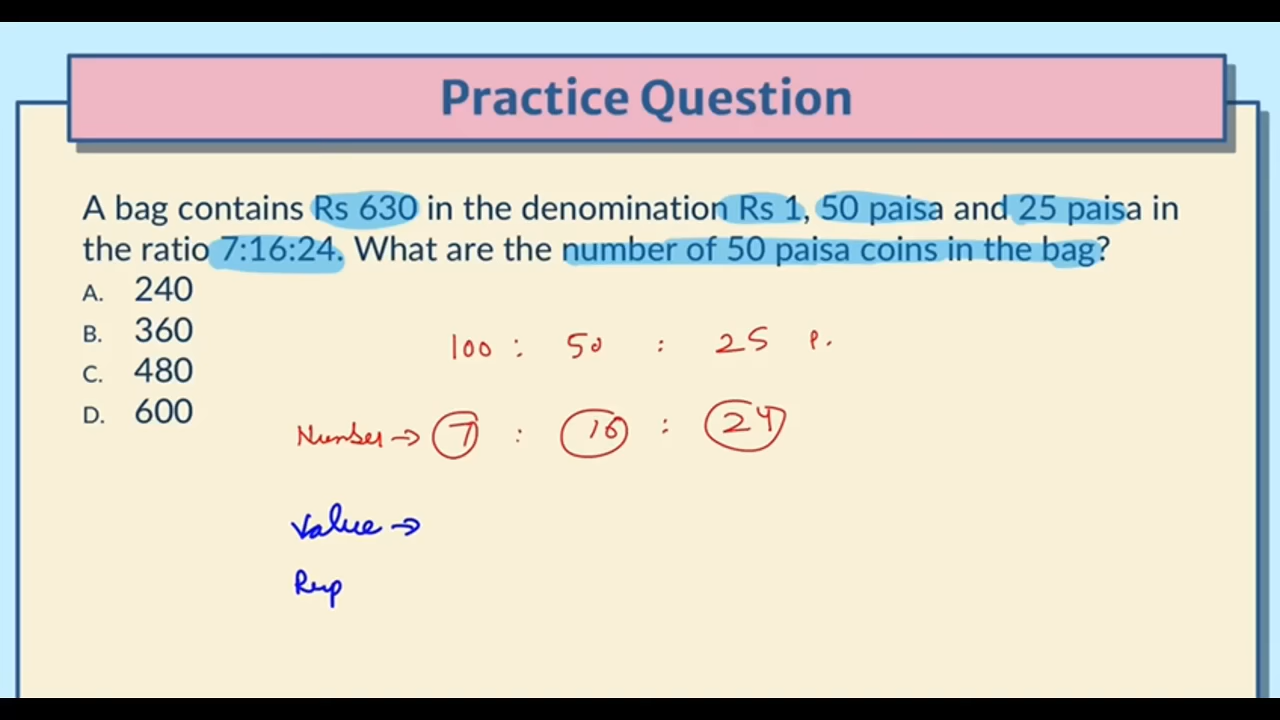 Practice Question
A bag contains Rs 630 in the denomination Rs 1, 50 paisa and 25 paisa in
the ratio 7:16:24. What are the number of 50 paisa coins in the bag?
A. 240
B. 360
C. 480
D. 600
100 : 50 : 25 P.
Number → 7 : 16 : 24
Value →
Rup